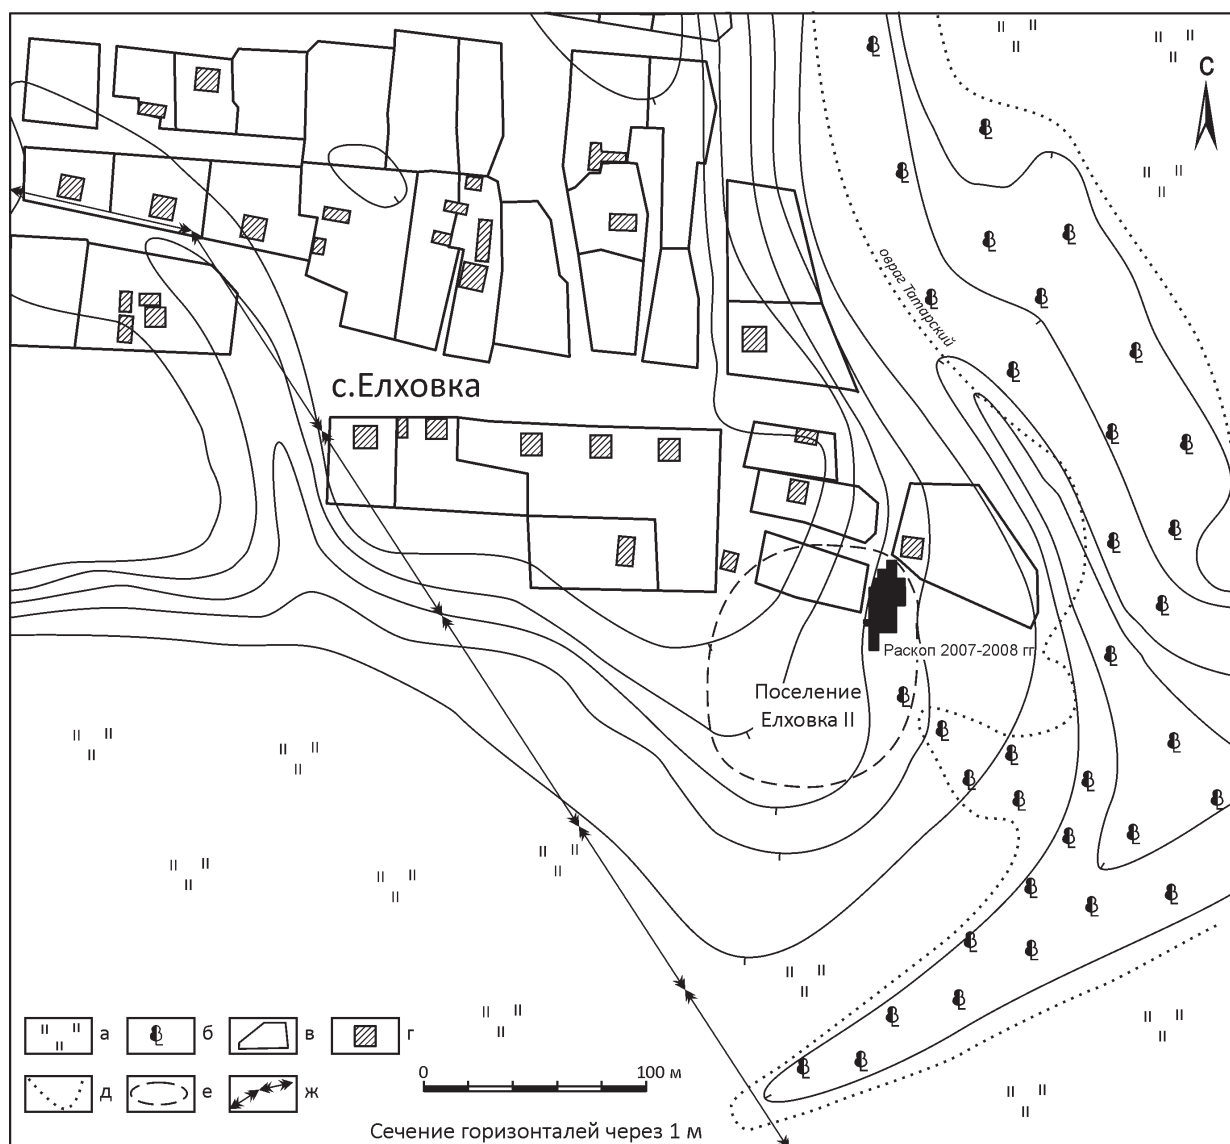 С
овраг Татарский
с.Елховка
Раскоп 2007-2008 гг
Поселение
Елховка II
а
б
в
г
д
е
ж
0
100 м
Сечение горизонталей через 1 м